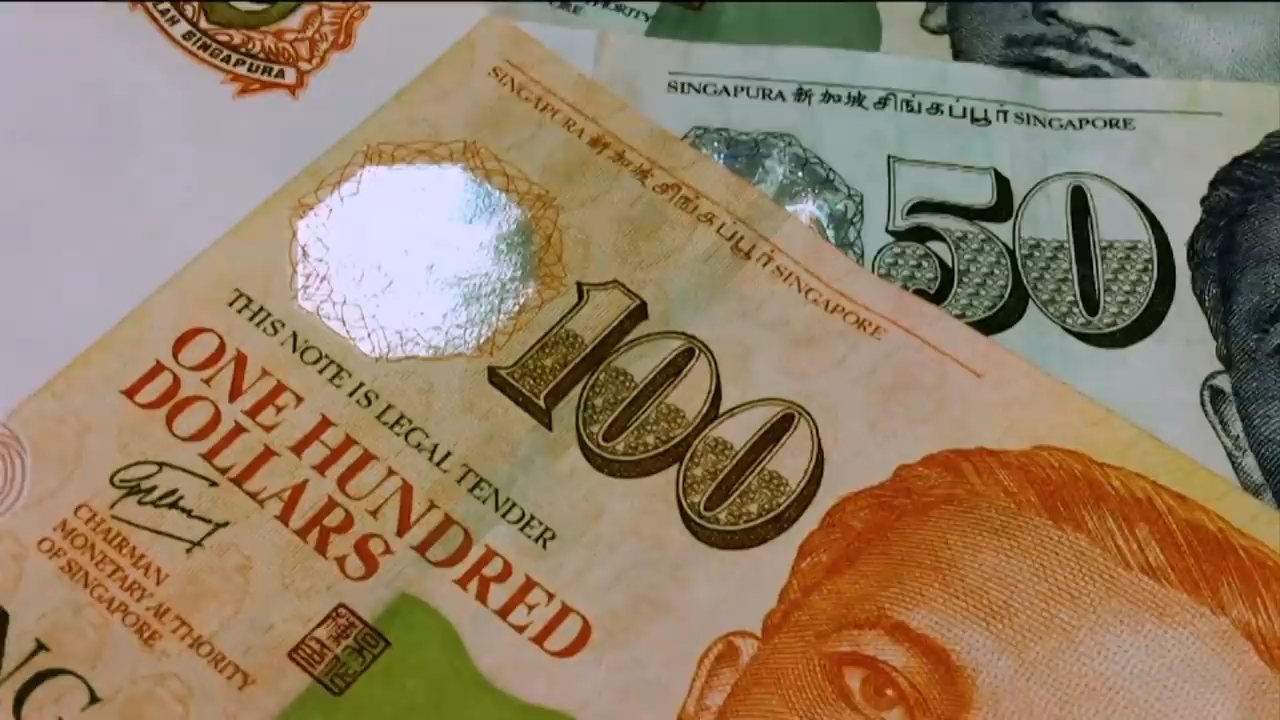 SINGAPURA
SINGAPURA 新加坡 சிங்கப்பூர் SINGAPORE
50
SINGAPURA 新加坡 சிங்கப்பூர் SINGAPORE
100
THIS NOTE IS LEGAL TENDER
ONE HUNDRED
DOLLARS
CHAIRMAN
MONETARY AUTHORITY
OF SINGAPORE